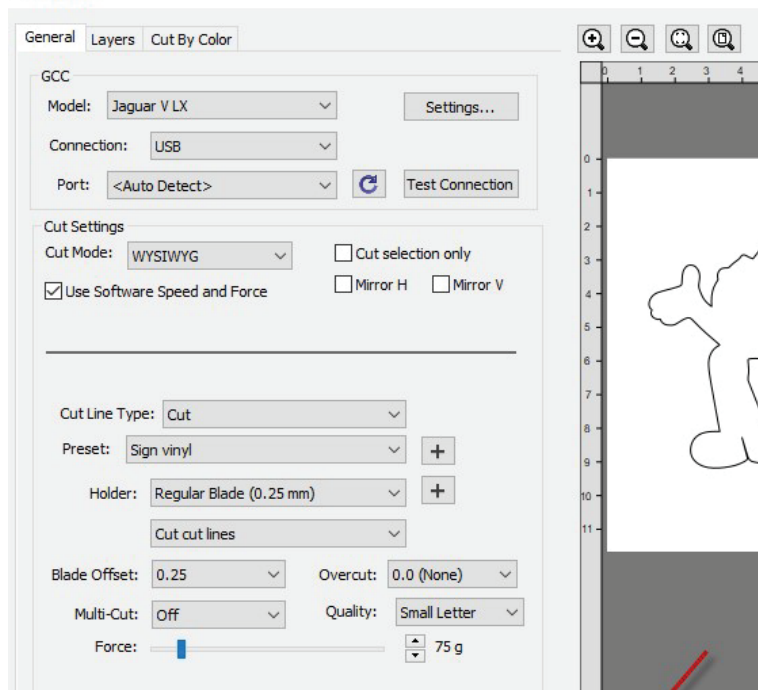 General Layers Cut By Color
GCC
Model: Jaguar V LX Settings...
Connection: USB
Port: <Auto Detect> Test Connection
Cut Settings
Cut Mode: WYSIWYG Cut selection only
Use Software Speed and Force Mirror H Mirror V
Cut Line Type: Cut
Preset: Sign vinyl +
Holder: Regular Blade (0.25 mm) +
Cut cut lines
Blade Offset: 0.25 Overcut: 0.0 (None)
Multi-Cut: Off Quality: Small Letter
Force: 75 g
0 1 2 3 4
0
1
2
3
4
5
6
7
8
9
10
11